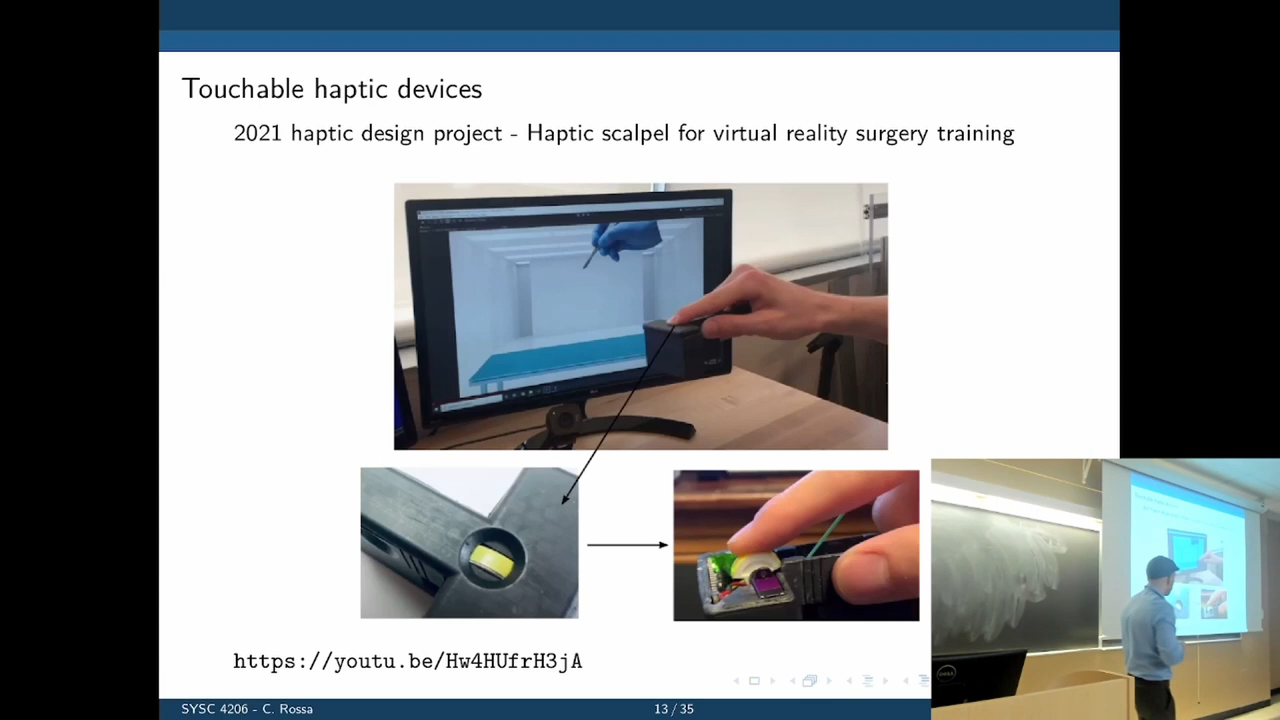 Touchable haptic devices
2021 haptic design project - Haptic scalpel for virtual reality surgery training
https://youtu.be/Hw4HUfrH3jA
SYSC 4206 - C. Rossa
13 / 35
DELL